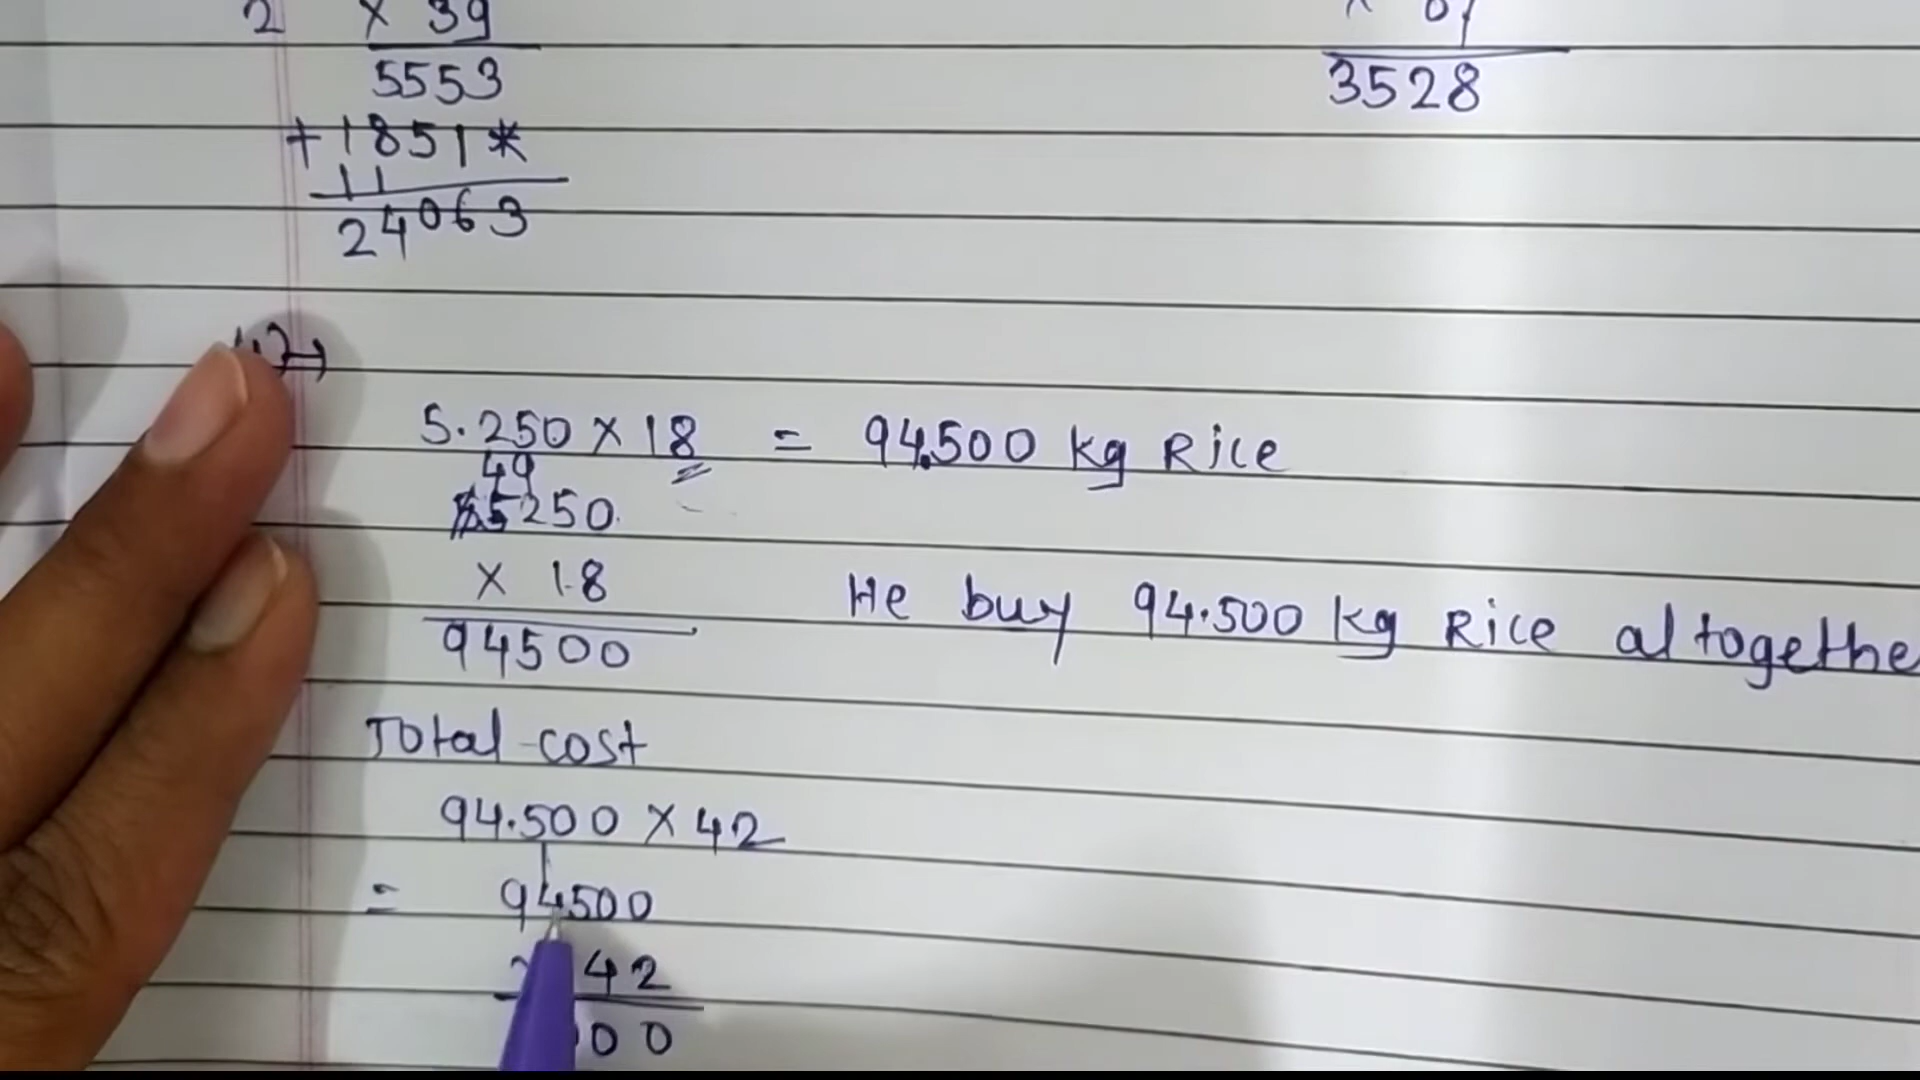 2 × 39
5553
+ 1851*
11
24063
3528
5.250 × 18 = 94.500 kg Rice
49
5250
× 18
94500
He buy 94.500 kg Rice altogethe
Total cost
94.500 × 42
= 94500
42
00